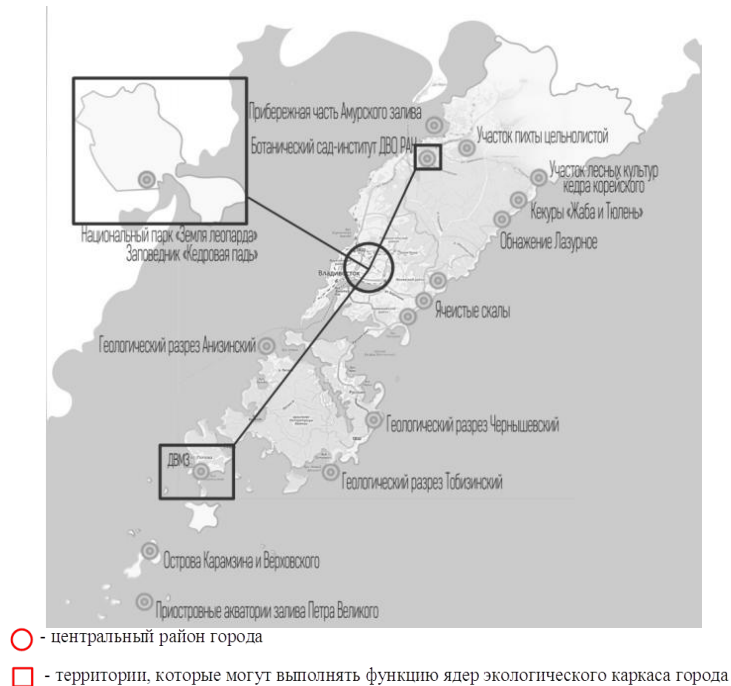 Прибережная часть Амурского залива
Ботанический сад-институт ДВО РАН
Участок пихты цельнолистой
Участок лесных культур
кедра корейского
Кекуры «Жаба и Тюлень»
Обнажение Лазурное
Национальный парк «Земля леопарда»
Заповедник «Кедровая падь»
Владивосток
Ячеистые скалы
Геологический разрез Анизинский
Геологический разрез Чернышевский
ДВМЗ
Геологический разрез Тобизинский
Острова Карамзина и Верховского
Приостровные акватории залива Петра Великого
- центральный район города
- территории, которые могут выполнять функцию ядер экологического каркаса города